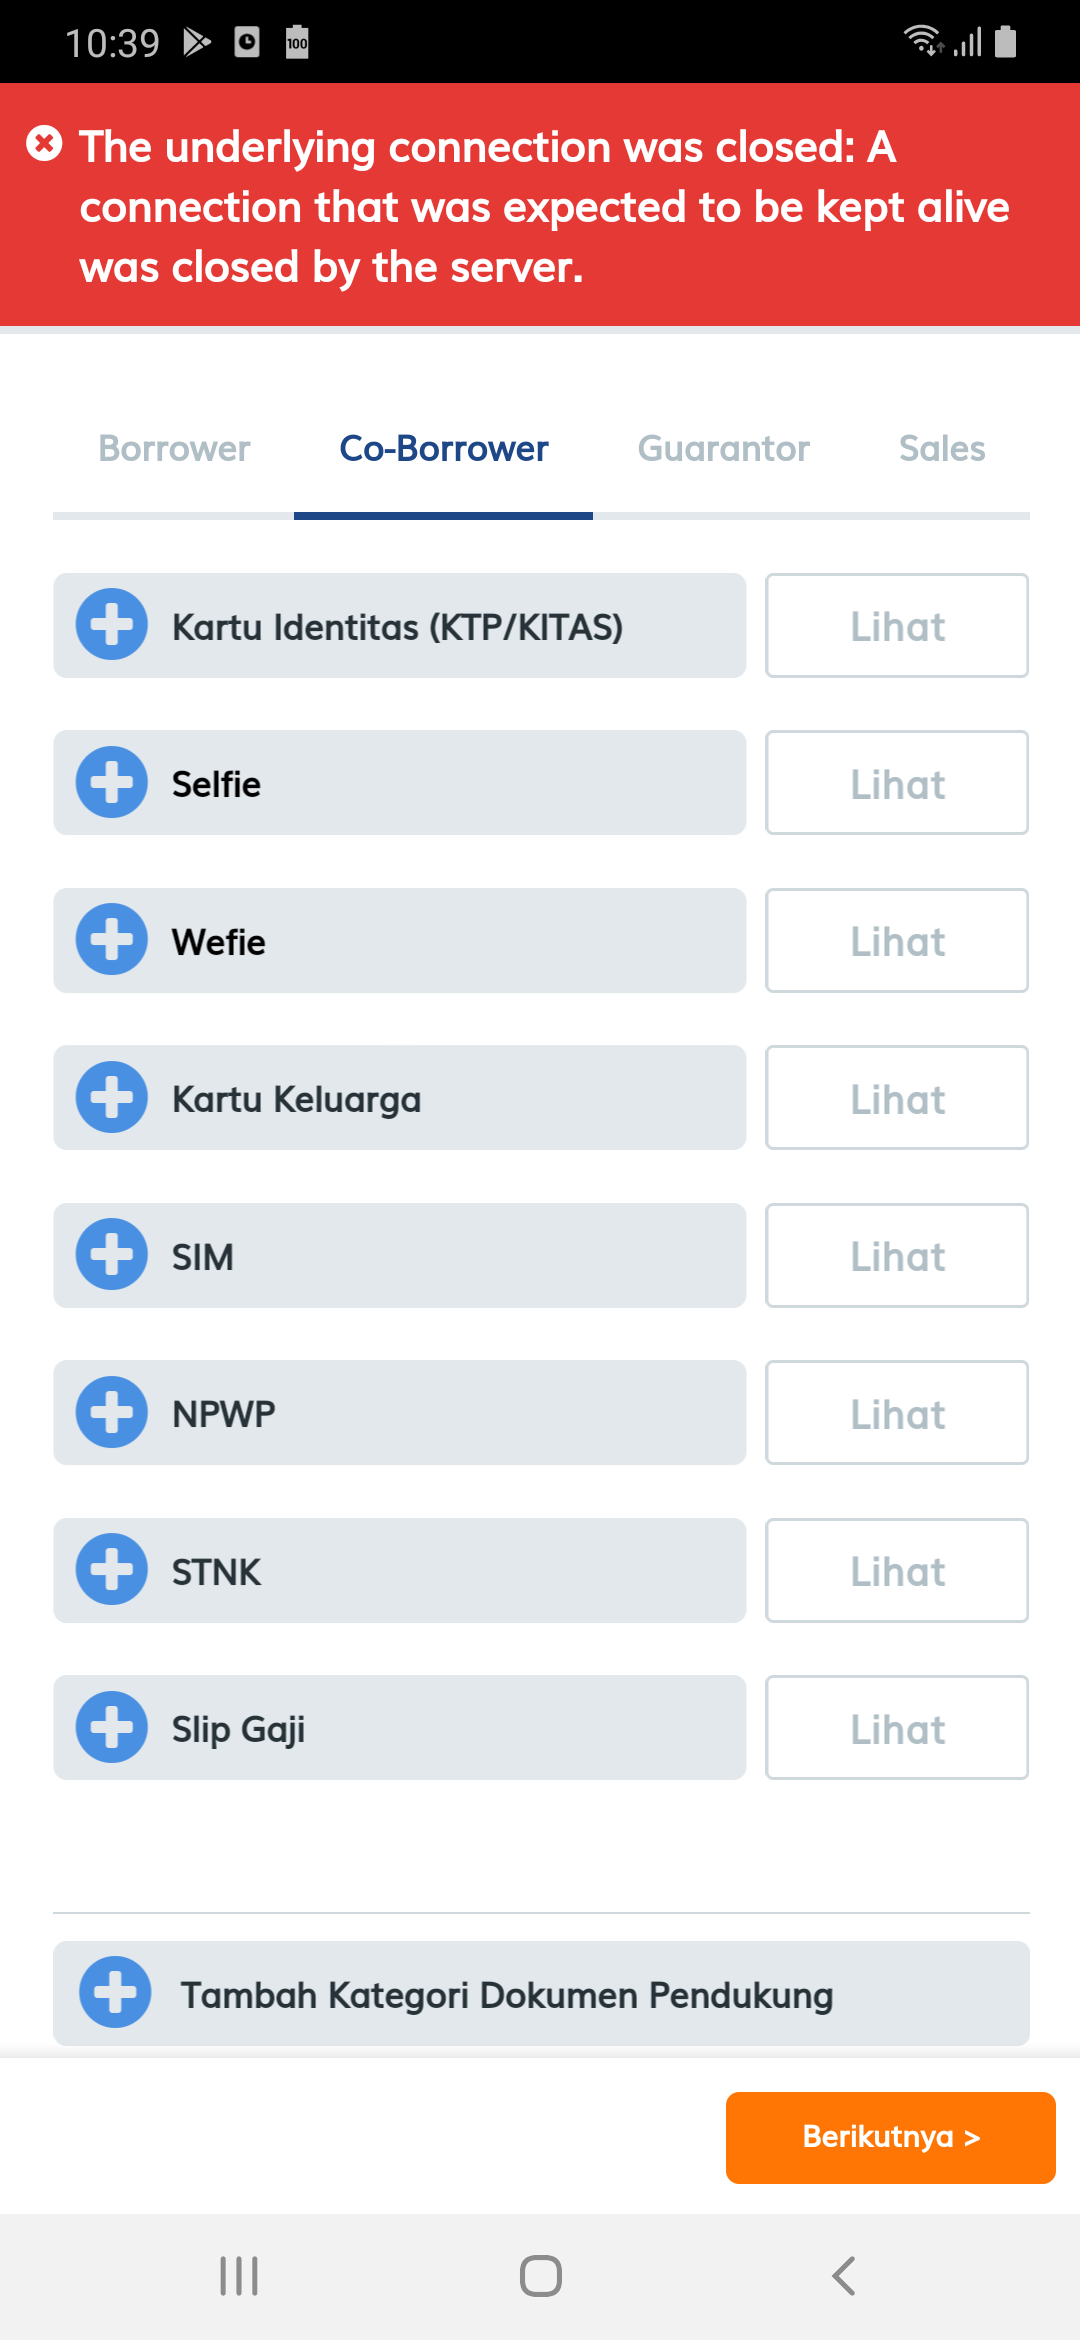 10:39
100
The underlying connection was closed: A
connection that was expected to be kept alive
was closed by the server.
Borrower Co-Borrower Guarantor Sales
Kartu Identitas (KTP/KITAS) Lihat
Selfie Lihat
Wefie Lihat
Kartu Keluarga Lihat
SIM Lihat
NPWP Lihat
STNK Lihat
Slip Gaji Lihat
Tambah Kategori Dokumen Pendukung
Berikutnya >